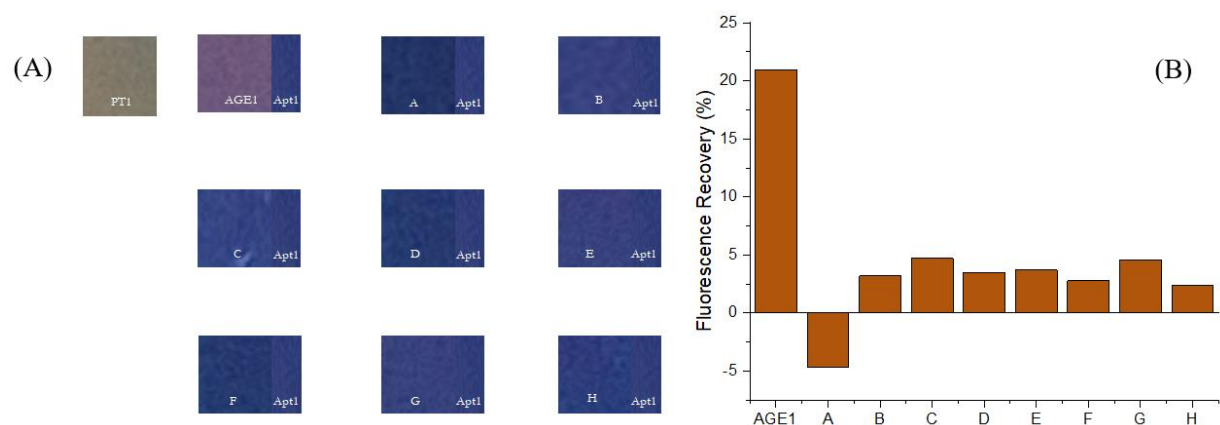 (A)
PT1
AGE1 Apt1
A Apt1
B Apt1
C Apt1
D Apt1
E Apt1
F Apt1
G Apt1
H Apt1
(B)
Fluorescence Recovery (%)
25
20
15
10
5
0
-5
AGE1 A B C D E F G H